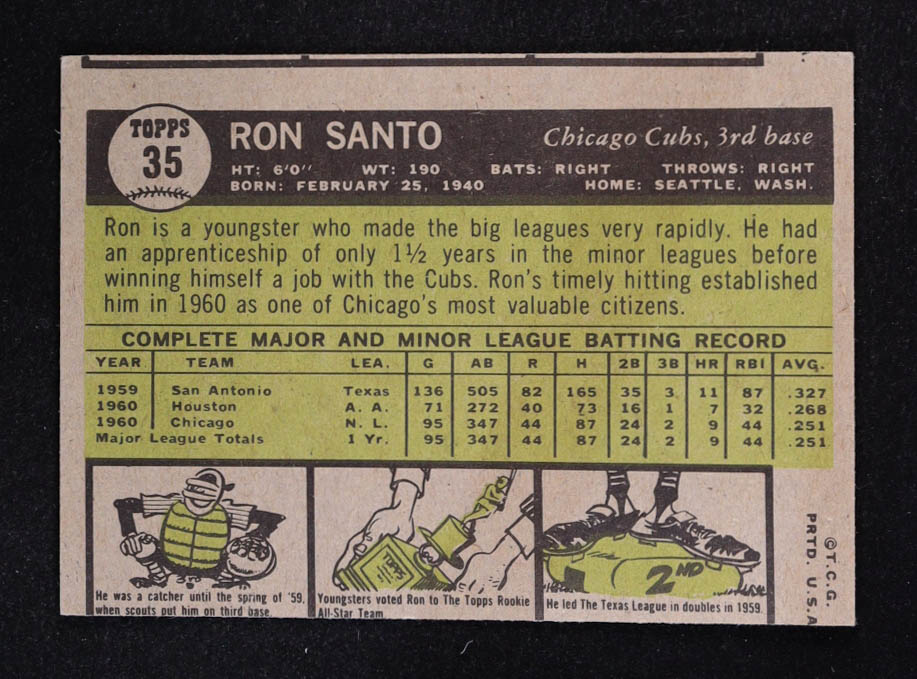 TOPPS
35
RON SANTO Chicago Cubs, 3rd base
HT: 6'0" WT: 190 BATS: RIGHT THROWS: RIGHT
BORN: FEBRUARY 25, 1940 HOME: SEATTLE, WASH.
Ron is a youngster who made the big leagues very rapidly. He had
an apprenticeship of only 1½ years in the minor leagues before
winning himself a job with the Cubs. Ron's timely hitting established
him in 1960 as one of Chicago's most valuable citizens.
COMPLETE MAJOR AND MINOR LEAGUE BATTING RECORD
YEAR TEAM LEA. G AB R H 2B 3B HR RBI AVG.
1959 San Antonio Texas 136 505 82 165 35 3 11 87 .327
1960 Houston A. A. 71 272 40 73 16 1 7 32 .268
1960 Chicago N. L. 95 347 44 87 24 2 9 44 .251
Major League Totals 1 Yr. 95 347 44 87 24 2 9 44 .251
He was a catcher until the spring of '59,
when scouts put him on third base.
Youngsters voted Ron to The Topps Rookie
All-Star Team.
2ND
He led The Texas League in doubles in 1959.
©T.C.G.
PRTD. U.S.A